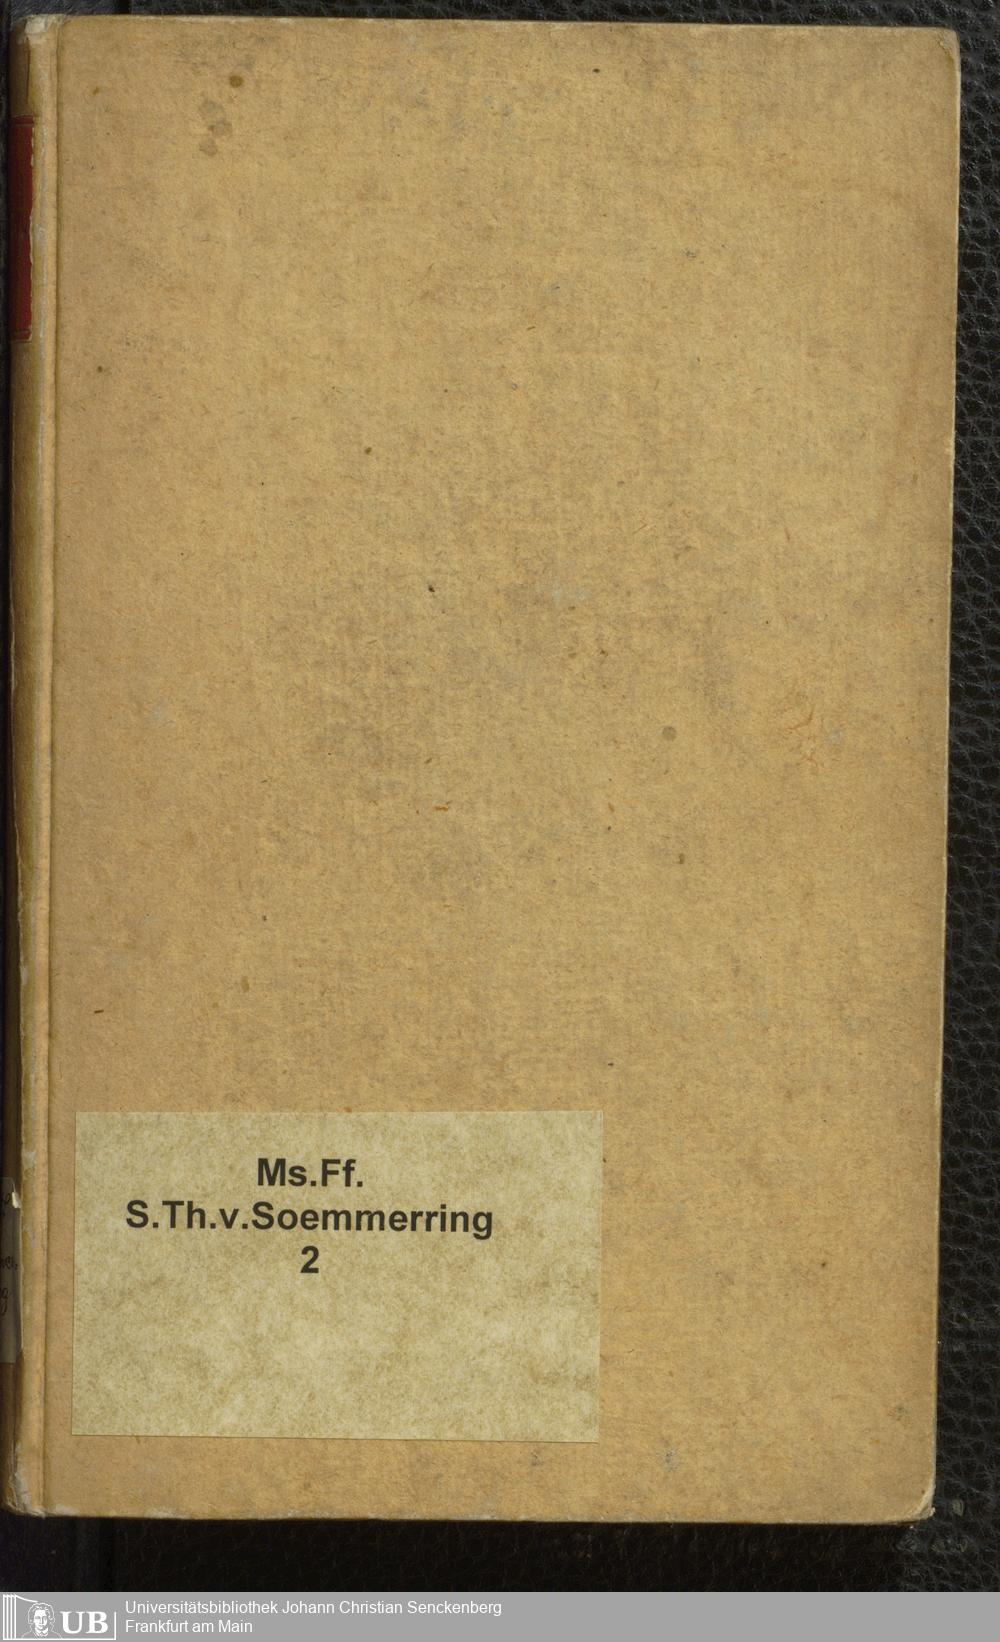 Ms.Ff.
S.Th.v.Soemmerring
2
UB
Universitätsbibliothek Johann Christian Senckenberg
Frankfurt am Main